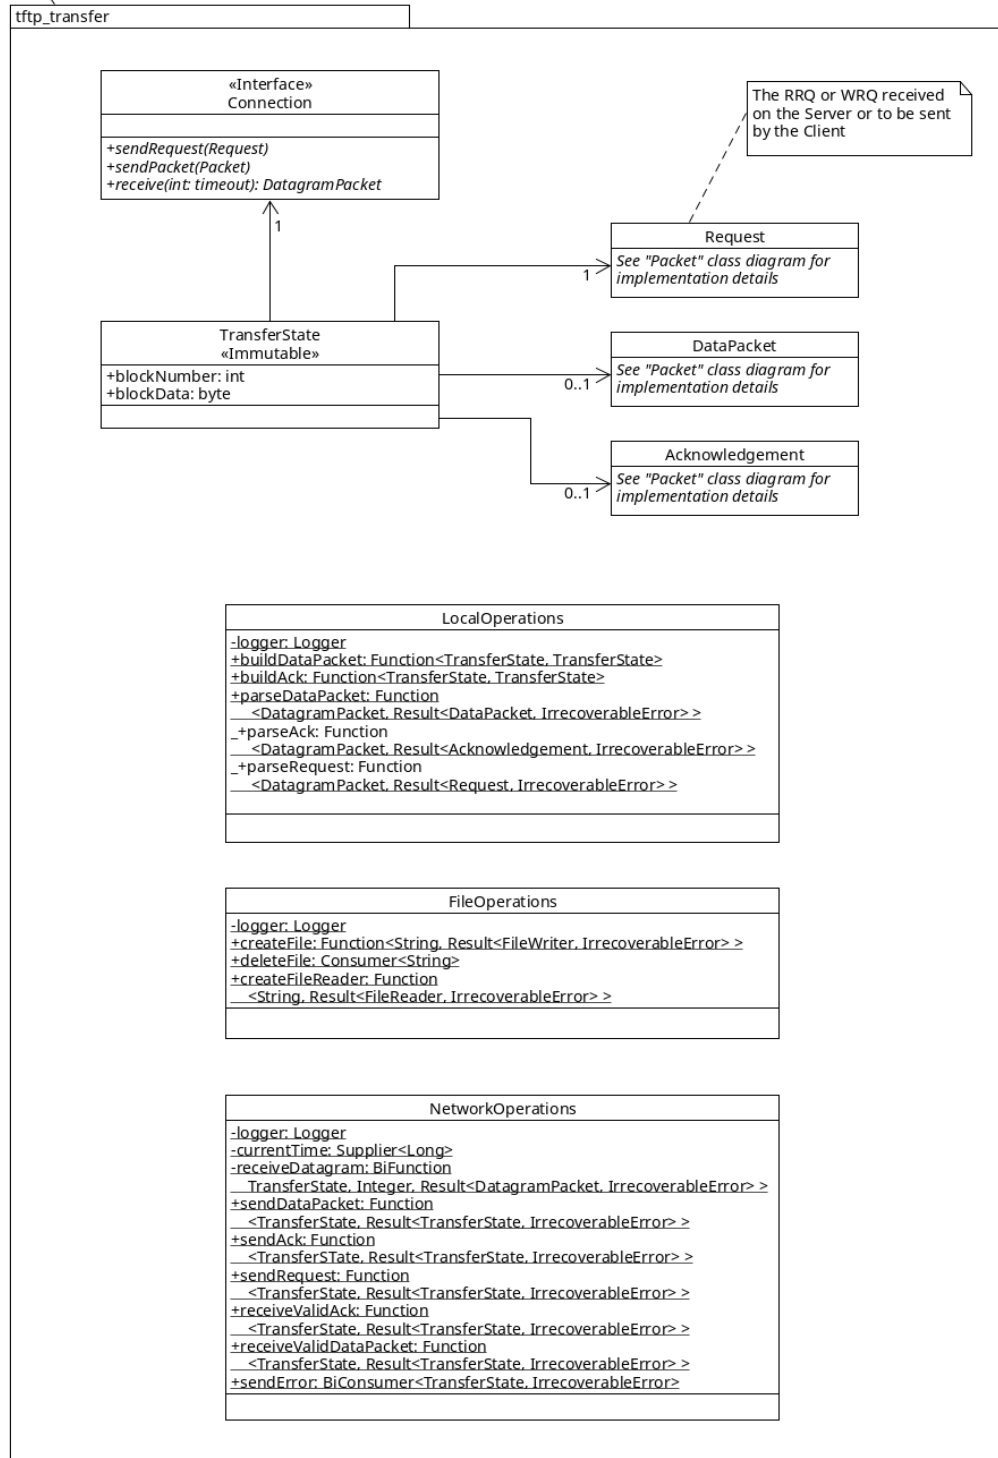 tftp_transfer
«Interface»
Connection
+sendRequest(Request)
+sendPacket(Packet)
+receive(int: timeout): DatagramPacket
The RRQ or WRQ received
on the Server or to be sent
by the Client
1
Request
See "Packet" class diagram for
implementation details
1
TransferState
«Immutable»
+blockNumber: int
+blockData: byte
DataPacket
See "Packet" class diagram for
implementation details
0..1
Acknowledgement
See "Packet" class diagram for
implementation details
0..1
LocalOperations
-logger: Logger
+buildDataPacket: Function<TransferState, TransferState>
+buildAck: Function<TransferState, TransferState>
+parseDataPacket: Function
<DatagramPacket, Result<DataPacket, IrrecoverableError> >
_+parseAck: Function
<DatagramPacket, Result<Acknowledgement, IrrecoverableError> >
_+parseRequest: Function
<DatagramPacket, Result<Request, IrrecoverableError> >
FileOperations
-logger: Logger
+createFile: Function<String, Result<FileWriter, IrrecoverableError> >
+deleteFile: Consumer<String>
+createFileReader: Function
<String, Result<FileReader, IrrecoverableError> >
NetworkOperations
-logger: Logger
-currentTime: Supplier<Long>
-receiveDatagram: BiFunction
TransferState, Integer, Result<DatagramPacket, IrrecoverableError> >
+sendDataPacket: Function
<TransferState, Result<TransferState, IrrecoverableError> >
+sendAck: Function
<TransferSTate, Result<TransferState, IrrecoverableError> >
+sendRequest: Function
<TransferState, Result<TransferState, IrrecoverableError> >
+receiveValidAck: Function
<TransferState, Result<TransferState, IrrecoverableError> >
+receiveValidDataPacket: Function
<TransferState, Result<TransferState, IrrecoverableError> >
+sendError: BiConsumer<TransferState, IrrecoverableError>